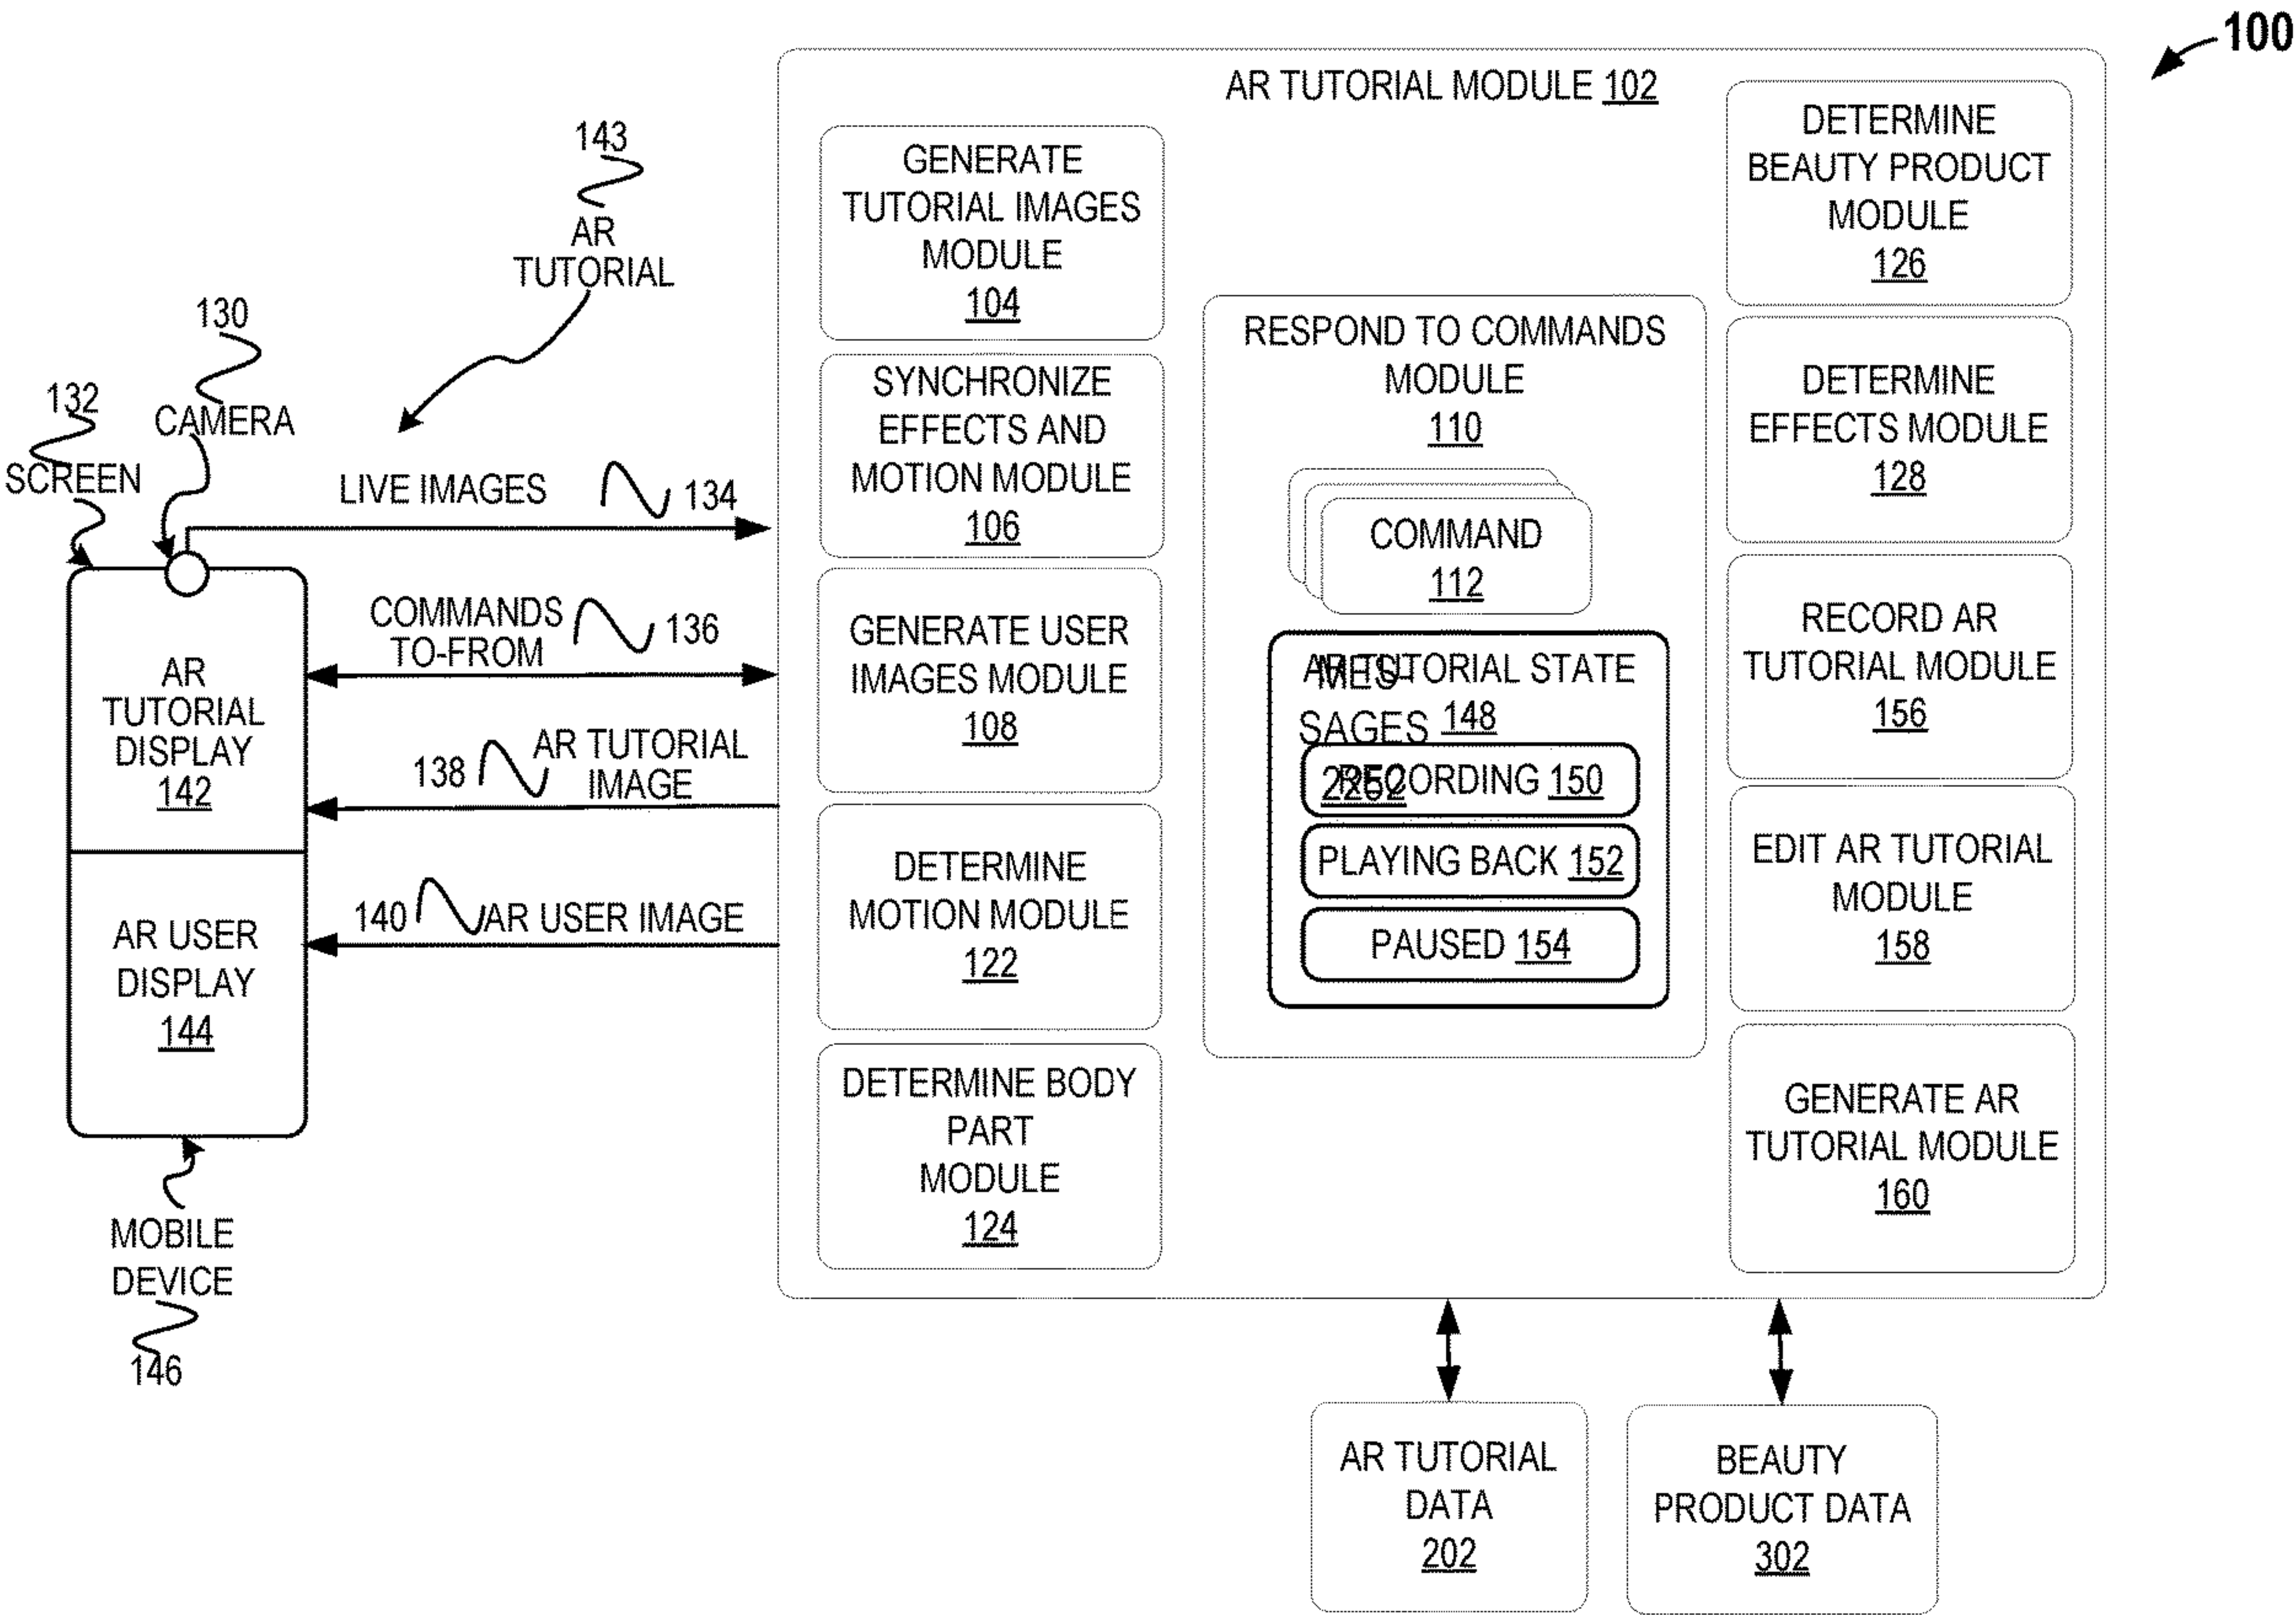 100
AR TUTORIAL MODULE 102
143
AR
TUTORIAL
130
CAMERA
132
SCREEN
LIVE IMAGES 134
COMMANDS
TO-FROM 136
138 AR TUTORIAL
IMAGE
140 AR USER IMAGE
AR
TUTORIAL
DISPLAY
142
AR USER
DISPLAY
144
MOBILE
DEVICE
146
GENERATE
TUTORIAL IMAGES
MODULE
104
SYNCHRONIZE
EFFECTS AND
MOTION MODULE
106
GENERATE USER
IMAGES MODULE
108
DETERMINE
MOTION MODULE
122
DETERMINE BODY
PART
MODULE
124
RESPOND TO COMMANDS
MODULE
110
COMMAND
112
AR TUTORIAL STATE
148
MES-
SAGES
RECORDING 150
PLAYING BACK 152
PAUSED 154
DETERMINE
BEAUTY PRODUCT
MODULE
126
DETERMINE
EFFECTS MODULE
128
RECORD AR
TUTORIAL MODULE
156
EDIT AR TUTORIAL
MODULE
158
GENERATE AR
TUTORIAL MODULE
160
AR TUTORIAL
DATA
202
BEAUTY
PRODUCT DATA
302